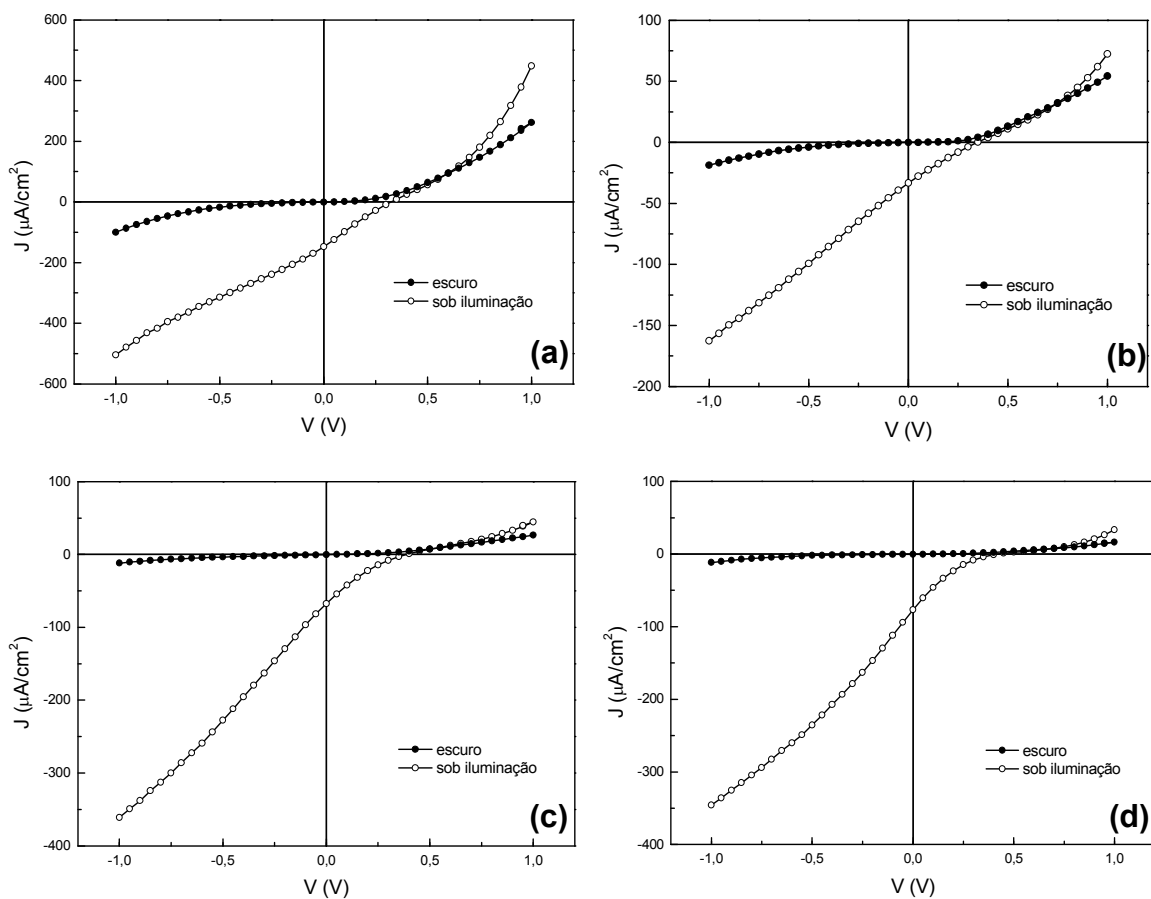 600
400
200
0
-200
-400
-600
J (μA/cm²)
-1,0 -0,5 0,0 0,5 1,0
V (V)
escuro
sob iluminação
(a)
100
50
0
-50
-100
-150
-200
J (μA/cm²)
-1,0 -0,5 0,0 0,5 1,0
V (V)
escuro
sob iluminação
(b)
100
0
-100
-200
-300
-400
J (μA/cm²)
-1,0 -0,5 0,0 0,5 1,0
V (V)
escuro
sob iluminação
(c)
100
0
-100
-200
-300
-400
J (μA/cm²)
-1,0 -0,5 0,0 0,5 1,0
V (V)
escuro
sob iluminação
(d)